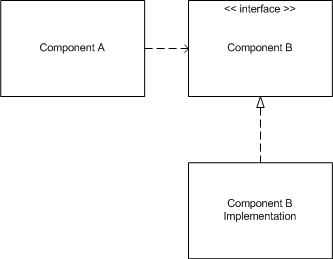 << interface >>
Component A
Component B
Component B
Implementation